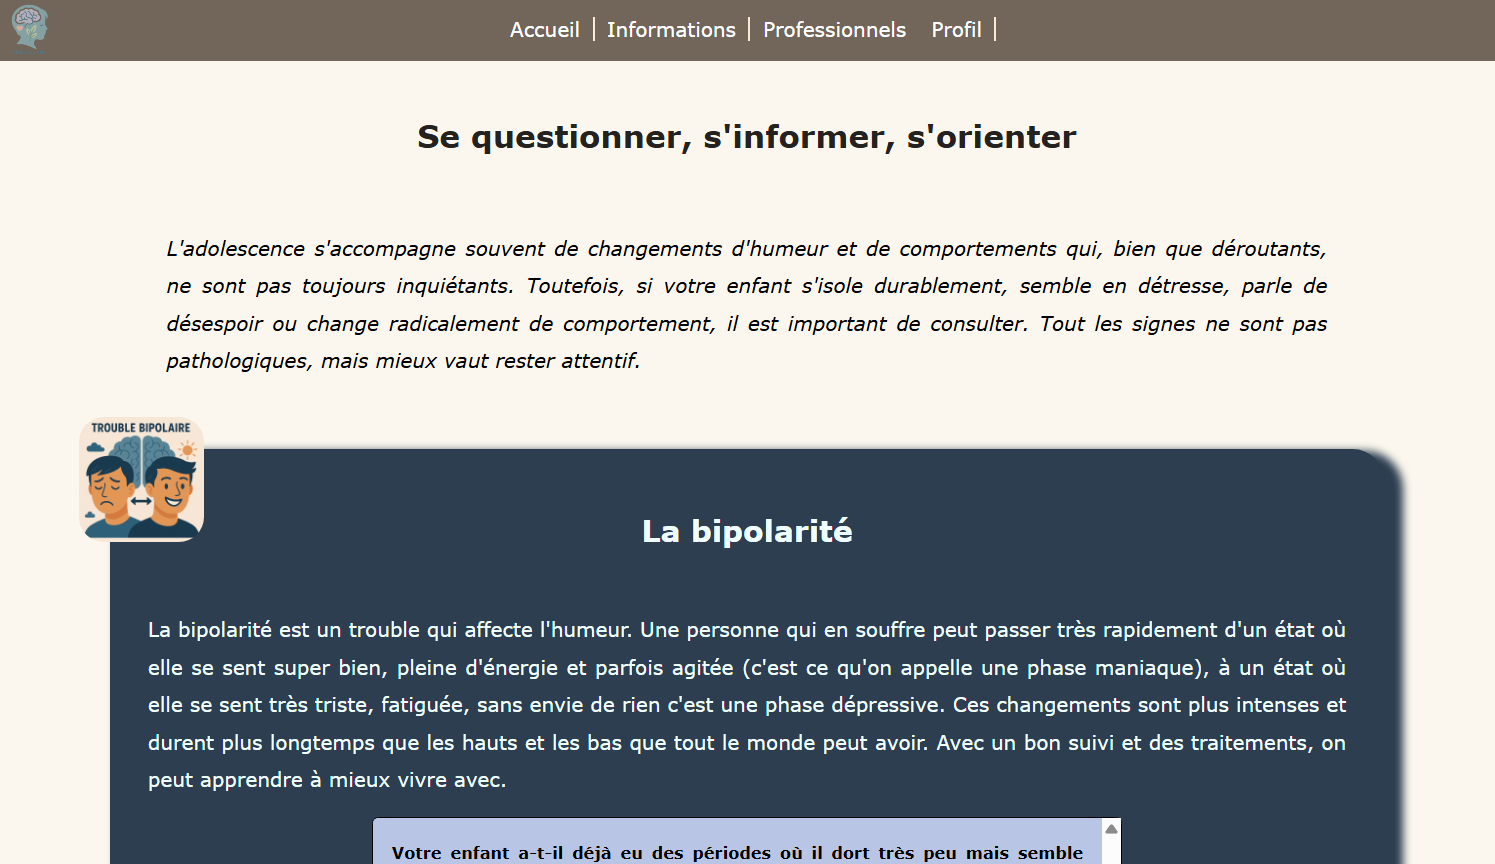 Accueil
Informations
Professionnels
Profil
Se questionner, s'informer, s'orienter
L'adolescence s'accompagne souvent de changements d'humeur et de comportements qui, bien que déroutants,
ne sont pas toujours inquiétants. Toutefois, si votre enfant s'isole durablement, semble en détresse, parle de
désespoir ou change radicalement de comportement, il est important de consulter. Tout les signes ne sont pas
pathologiques, mais mieux vaut rester attentif.
TROUBLE BIPOLAIRE
La bipolarité
La bipolarité est un trouble qui affecte l'humeur. Une personne qui en souffre peut passer très rapidement d'un état où
elle se sent super bien, pleine d'énergie et parfois agitée (c'est ce qu'on appelle une phase maniaque), à un état où
elle se sent très triste, fatiguée, sans envie de rien c'est une phase dépressive. Ces changements sont plus intenses et
durent plus longtemps que les hauts et les bas que tout le monde peut avoir. Avec un bon suivi et des traitements, on
peut apprendre à mieux vivre avec.
Votre enfant a-t-il déjà eu des périodes où il dort très peu mais semble